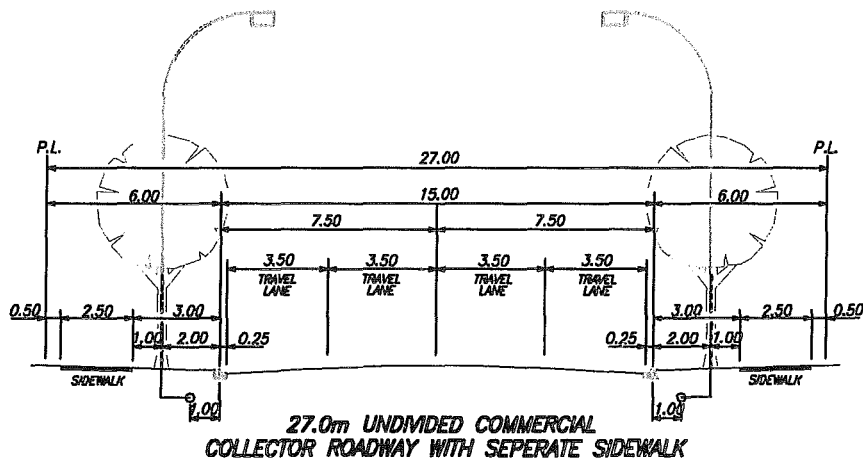 P.L. P.L.
27.00
6.00 15.00 6.00
7.50 7.50
3.50 3.50 3.50 3.50
TRAVEL LANE TRAVEL LANE TRAVEL LANE TRAVEL LANE
0.50 2.50 3.00 3.00 2.50 0.50
1.00 2.00 0.25 0.25 2.00 1.00
SIDEWALK SIDEWALK
1.00 1.00
27.0m UNDIVIDED COMMERCIAL
COLLECTOR ROADWAY WITH SEPERATE SIDEWALK